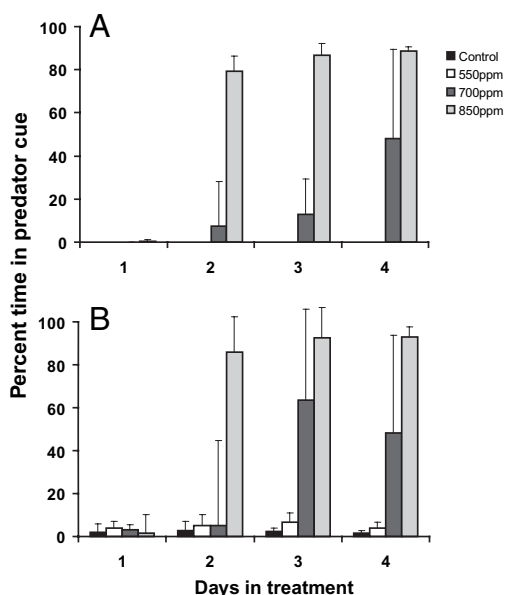 A
100
80
60
40
20
0
1 2 3 4
Control
550ppm
700ppm
850ppm
Percent time in predator cue
B
100
80
60
40
20
0
1 2 3 4
Days in treatment